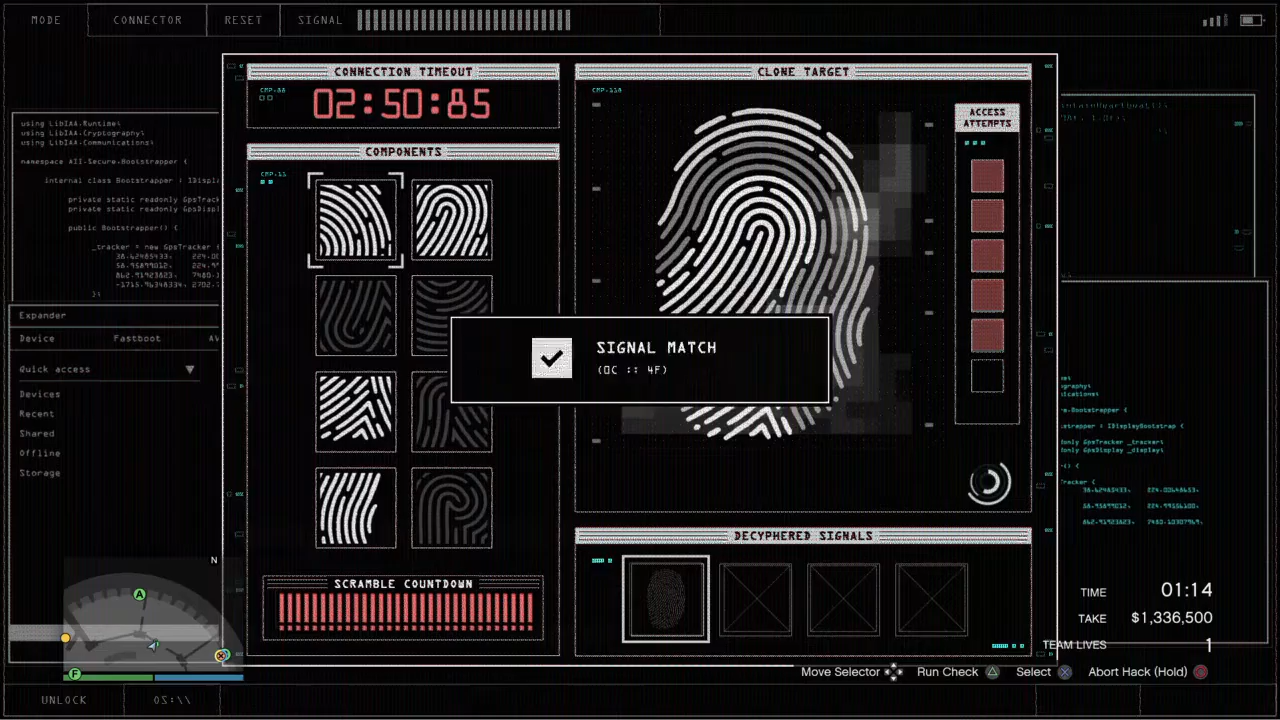 MODE
CONNECTOR
RESET
SIGNAL
CONNECTION TIMEOUT
02:50:85
COMPONENTS
CLONE TARGET
ACCESS
ATTEMPTS
using LibIAA.Runtime;
using LibIAA.Cryptography;
using LibIAA.Communications;
namespace AII-Secure.Bootstrapper {
internal class Bootstrapper : IDispl
private static readonly GpsTrack
private static readonly GpsDispl
public Bootstrapper() {
_tracker = new GpsTracker (
Expander
Device
Fastboot
Quick access
Devices
Recent
Shared
Offline
Storage
SIGNAL MATCH
(0C :: 4F)
SCRAMBLE COUNTDOWN
DECYPHERED SIGNALS
N
A
F
TIME 01:14
TAKE $1,336,500
TEAM LIVES 1
Move Selector
Run Check
Select
Abort Hack (Hold)
UNLOCK
OS:\\